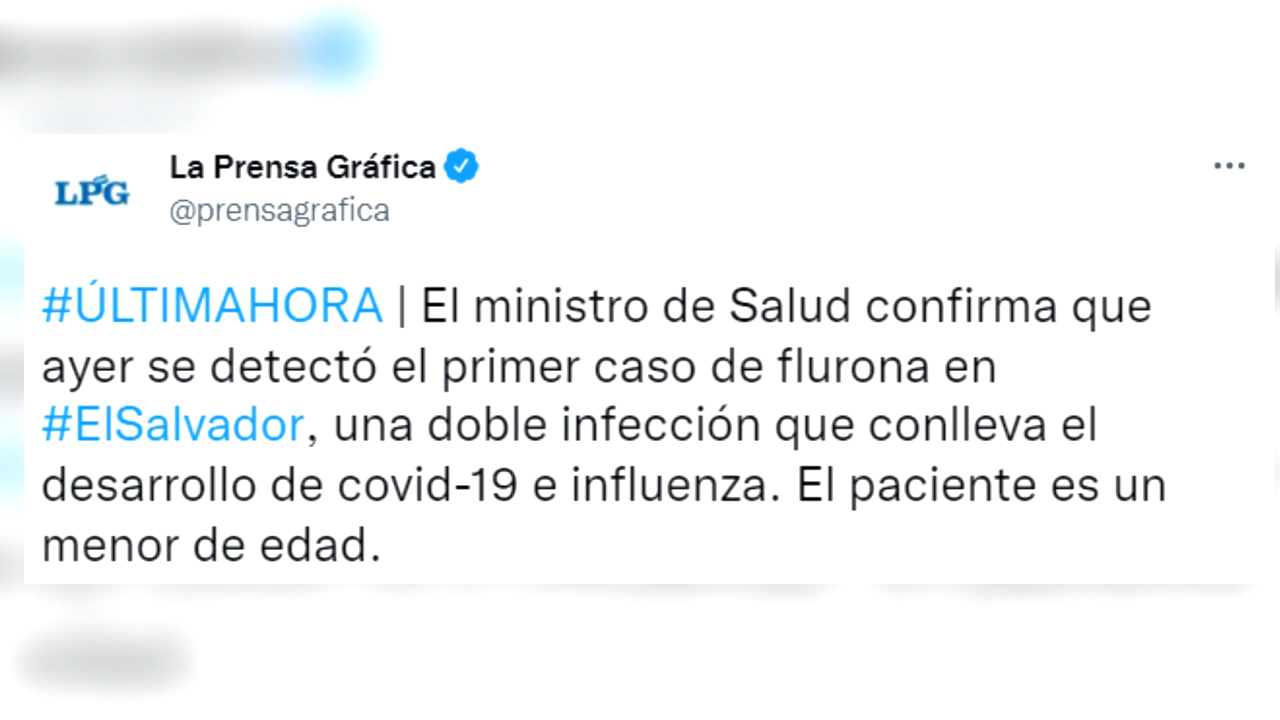 La Prensa Gráfica
LPG
@prensagrafica
#ÚLTIMAHORA | El ministro de Salud confirma que
ayer se detectó el primer caso de flurona en
#ElSalvador, una doble infección que conlleva el
desarrollo de covid-19 e influenza. El paciente es un
menor de edad.